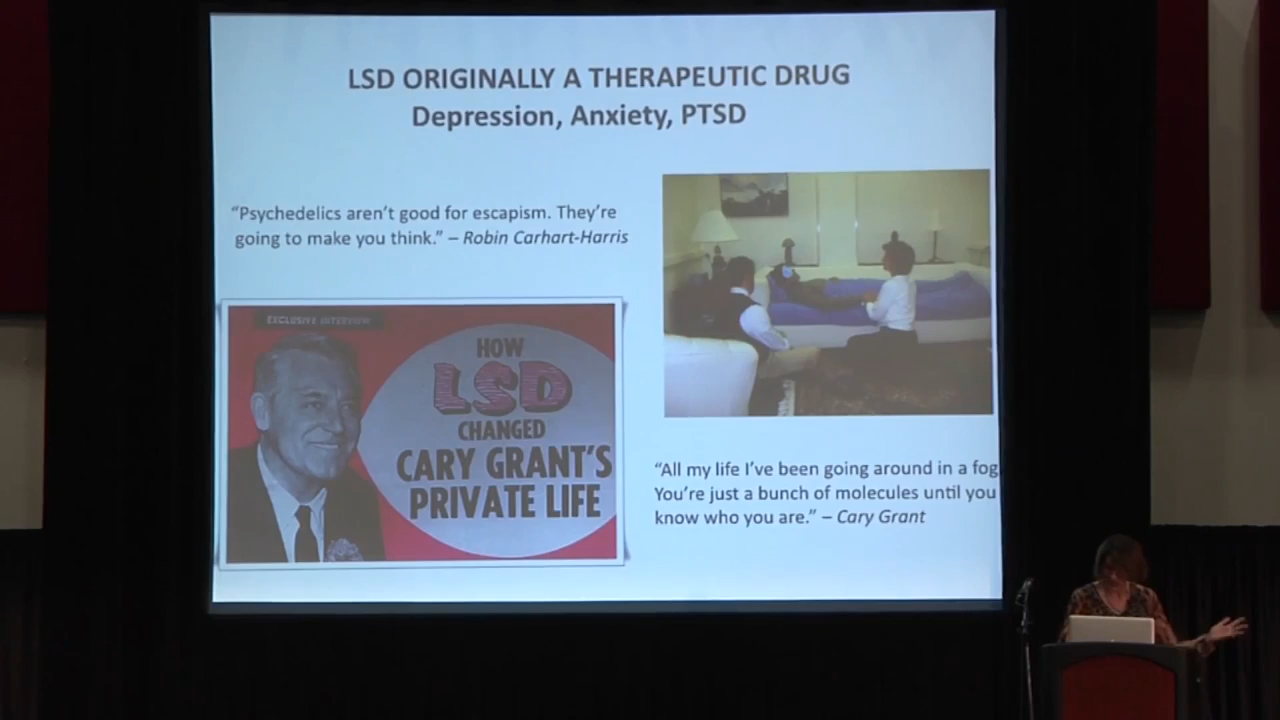 LSD ORIGINALLY A THERAPEUTIC DRUG
Depression, Anxiety, PTSD
“Psychedelics aren’t good for escapism. They’re
going to make you think.” – Robin Carhart-Harris
EXCLUSIVE INTERVIEW
HOW
LSD
CHANGED
CARY GRANT'S
PRIVATE LIFE
“All my life I’ve been going around in a fog
You’re just a bunch of molecules until you
know who you are.” – Cary Grant